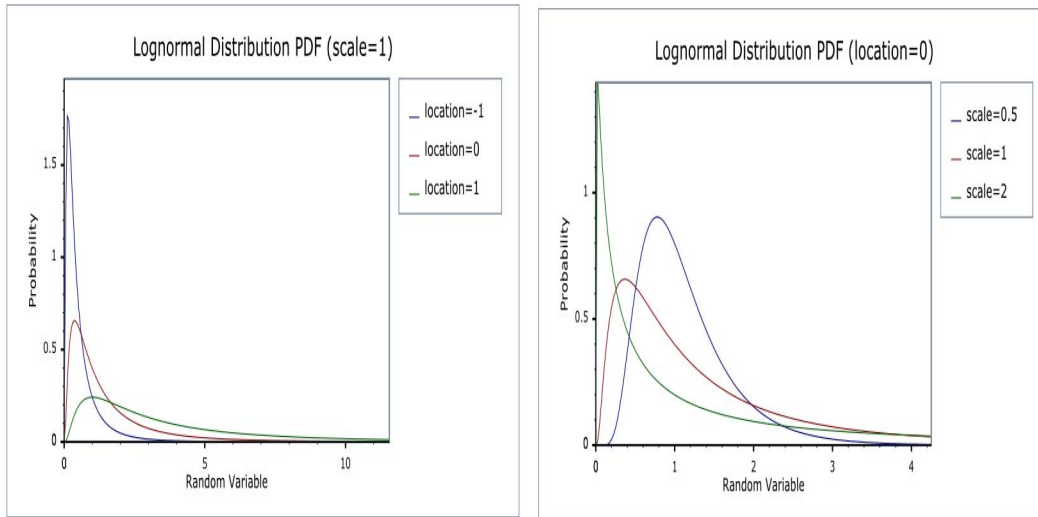 Lognormal Distribution PDF (scale=1)
location=-1
location=0
location=1
1.5
1
0.5
0
Probability
0
5
10
Random Variable
Lognormal Distribution PDF (location=0)
scale=0.5
scale=1
scale=2
1
0.5
0
Probability
0
1
2
3
4
Random Variable